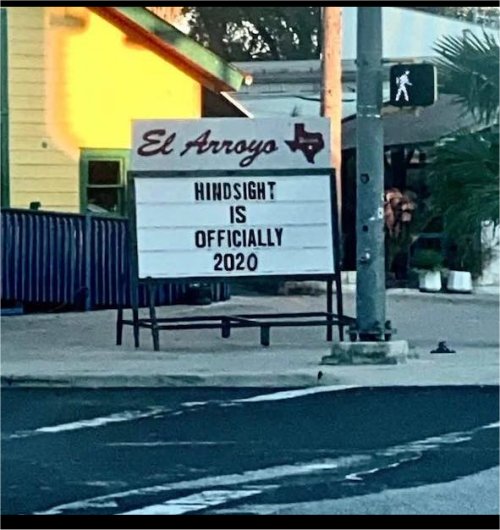 El Arroyo
HINDSIGHT
IS
OFFICIALLY
2020